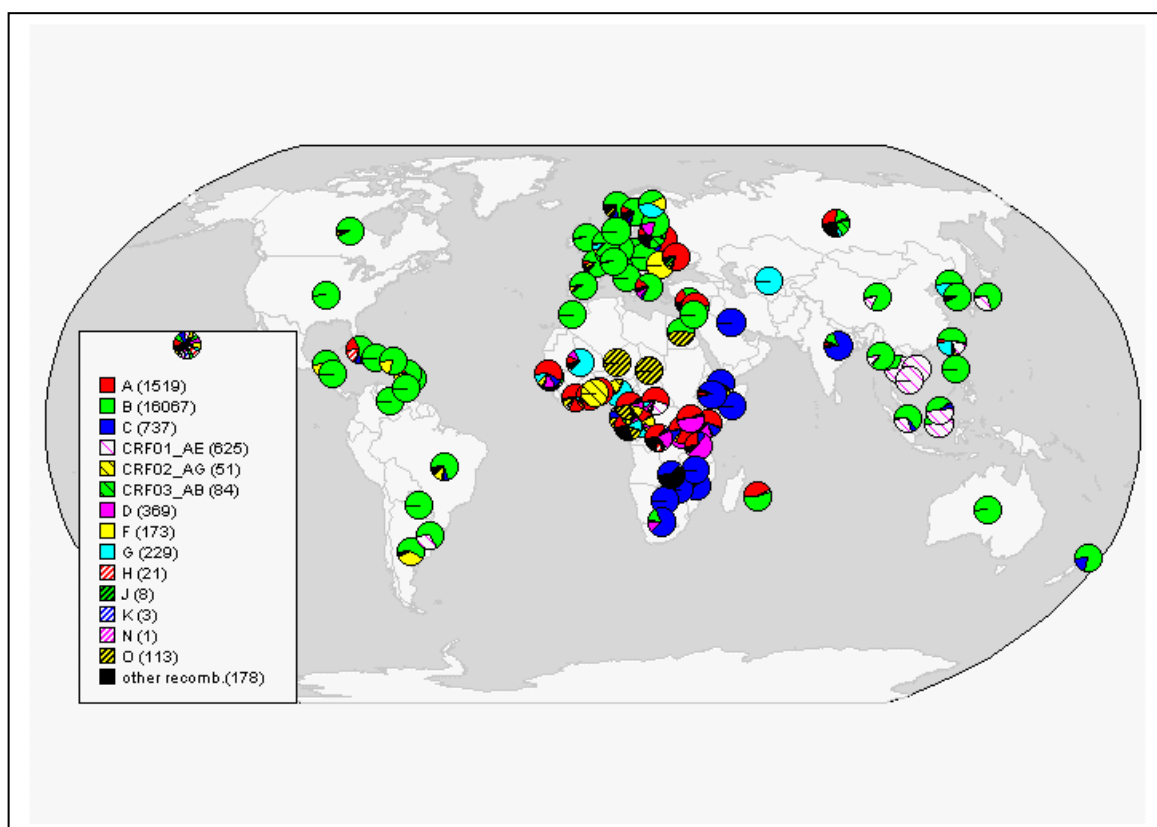 A (1519)
B (16067)
C (737)
CRF01_AE (625)
CRF02_AG (51)
CRF03_AB (84)
D (369)
F (173)
G (229)
H (21)
J (8)
K (3)
N (1)
O (113)
other recomb.(178)